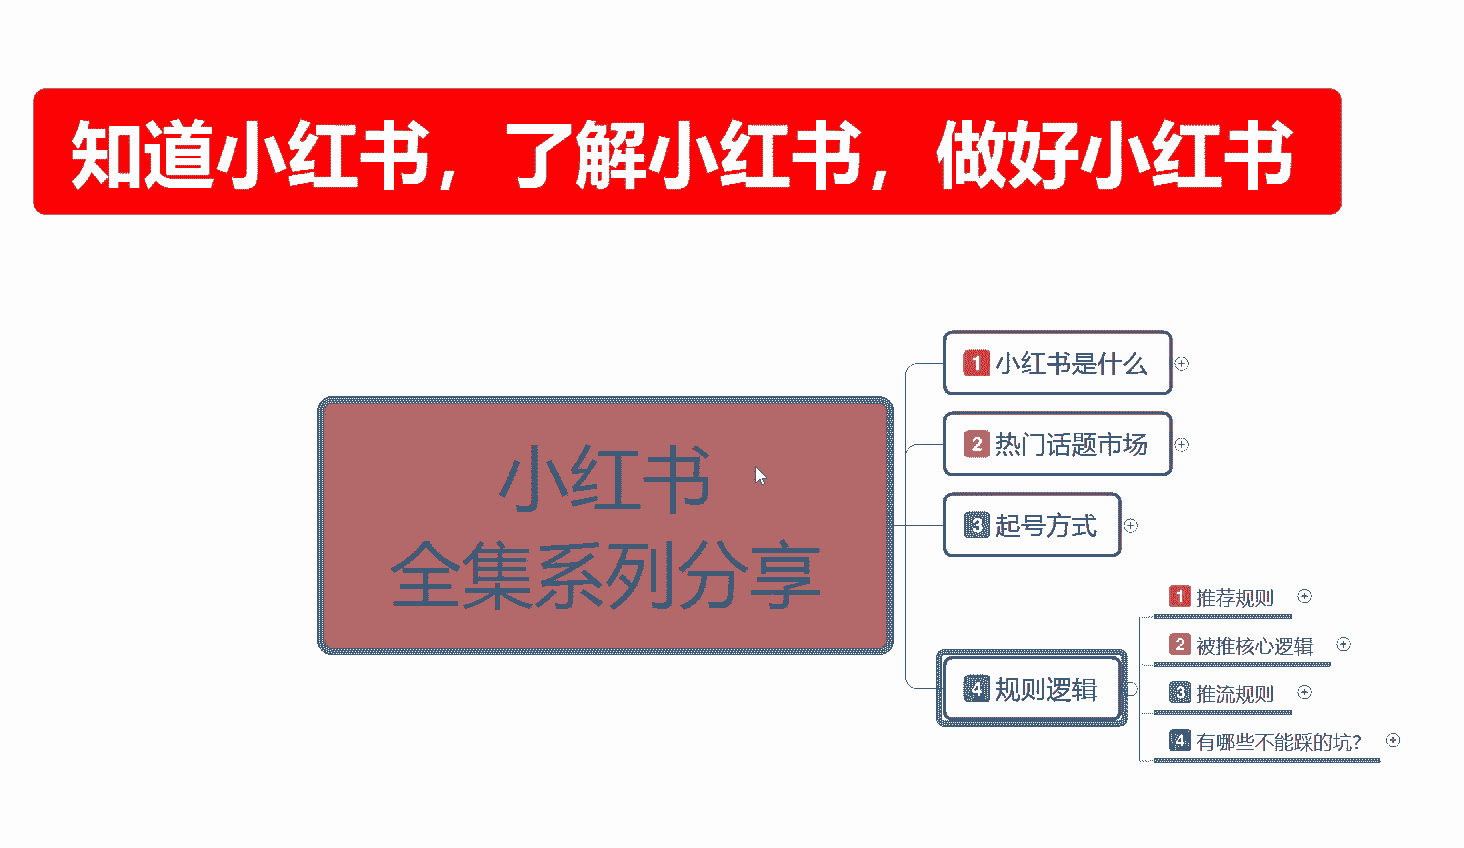 知道小红书，了解小红书，做好小红书
小红书
全集系列分享
1 小红书是什么
2 热门话题市场
3 起号方式
4 规则逻辑
1 推荐规则
2 被推核心逻辑
3 推流规则
4 有哪些不能踩的坑?